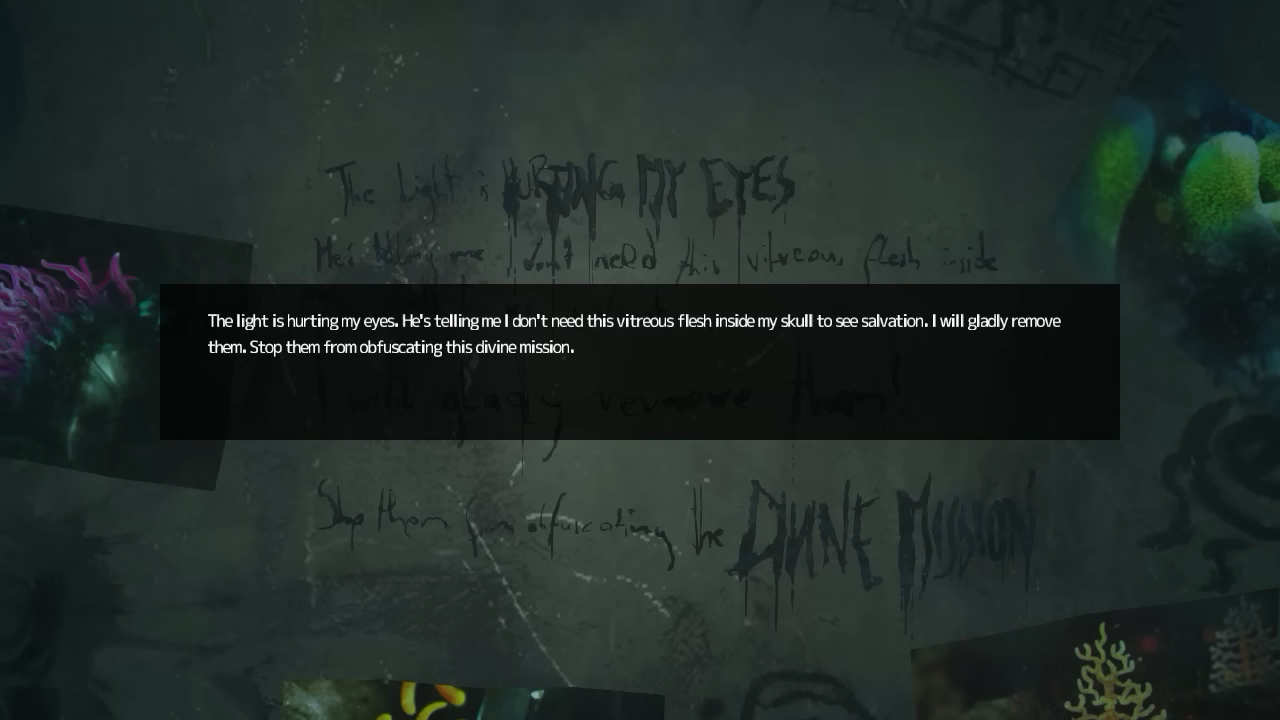 The Light is HURTING MY EYES
He's telling me I don't need this vitreous flesh inside
The light is hurting my eyes. He's telling me I don't need this vitreous flesh inside my skull to see salvation. I will gladly remove
them. Stop them from obfuscating this divine mission.
I will gladly remove them!
Stop them from obfuscating the DIVINE MISSION